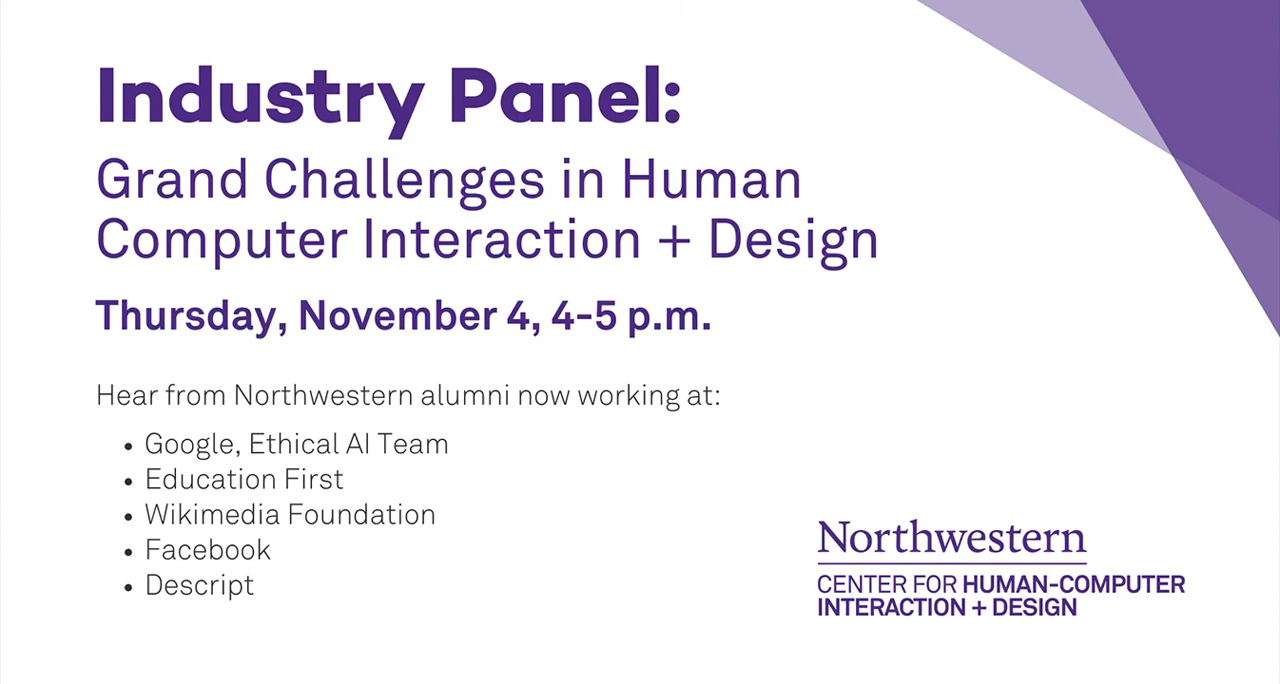 Industry Panel:
Grand Challenges in Human
Computer Interaction + Design
Thursday, November 4, 4-5 p.m.
Hear from Northwestern alumni now working at:
• Google, Ethical AI Team
• Education First
• Wikimedia Foundation
• Facebook
• Descript
Northwestern
CENTER FOR HUMAN-COMPUTER
INTERACTION + DESIGN